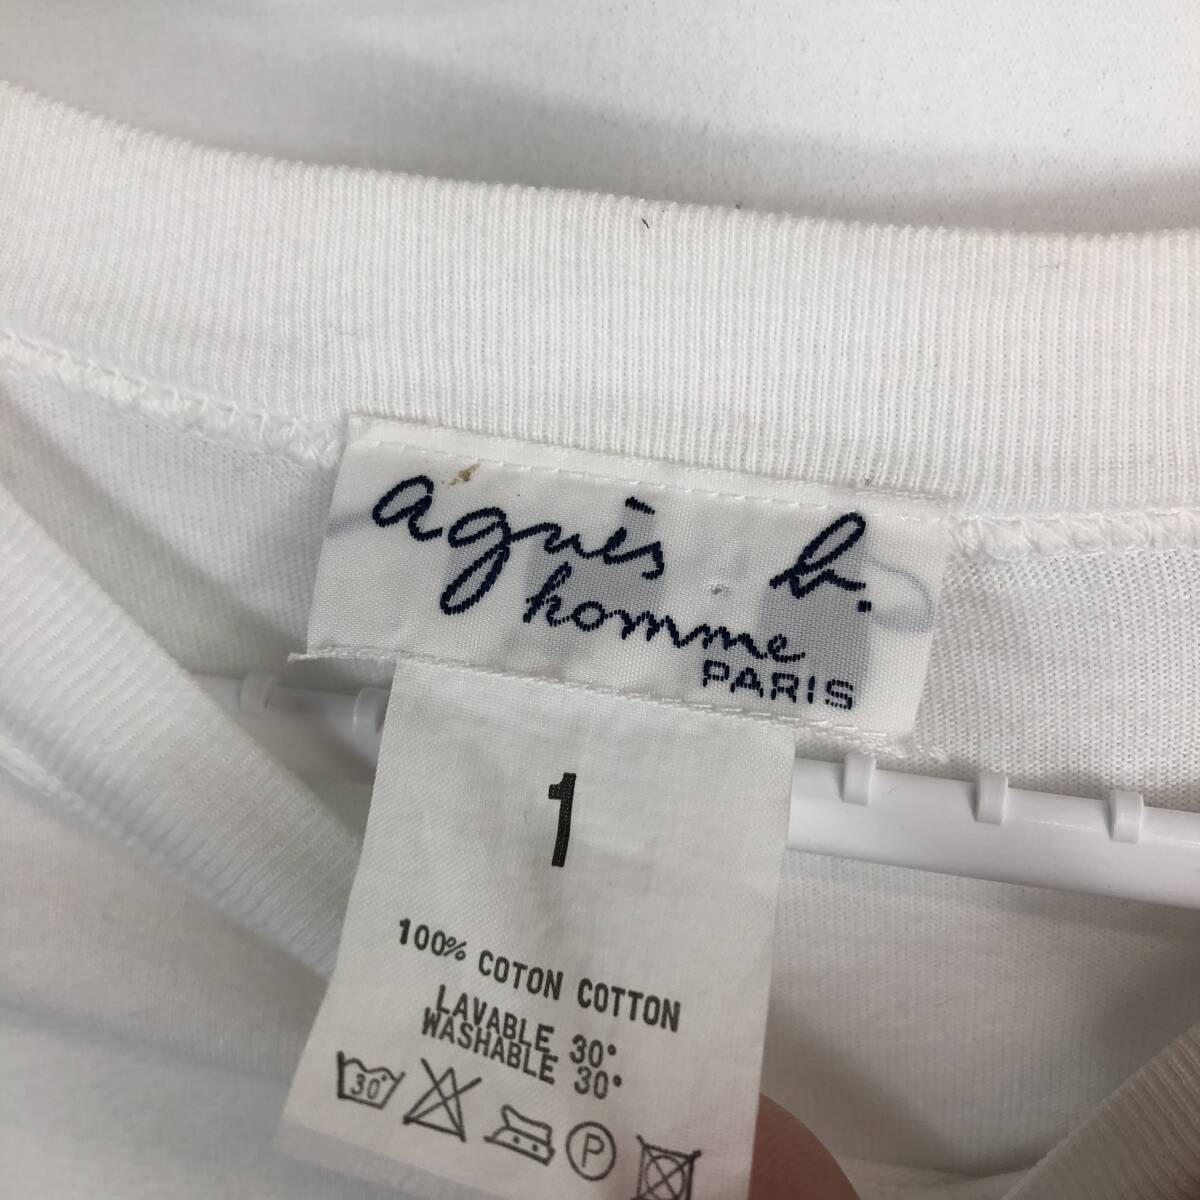 agnès b.
homme
PARIS
1
100% COTON COTTON
LAVABLE 30°
WASHABLE 30°
30° P